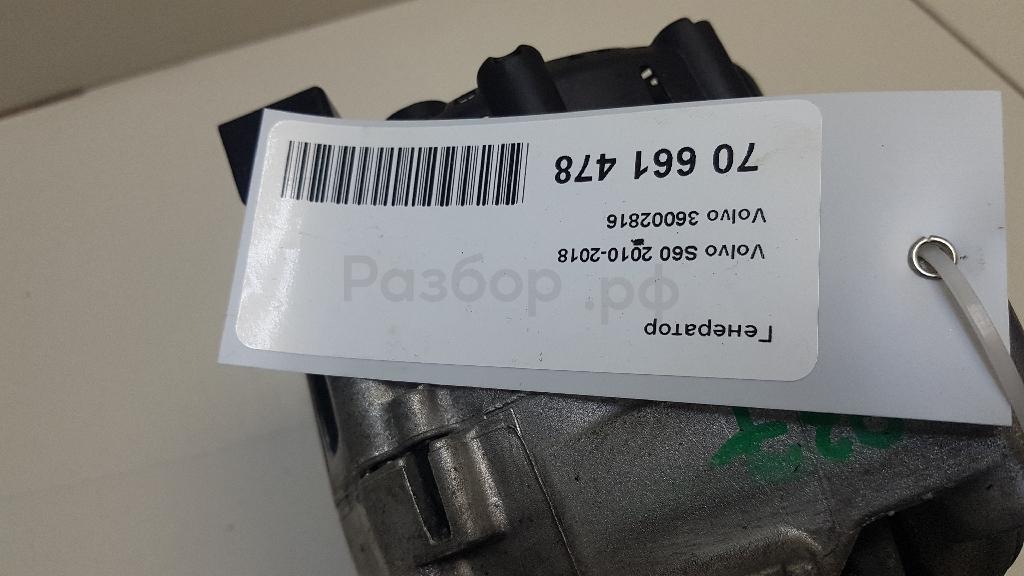 Генератор
Volvo S60 2010-2018
Volvo 36002816
70 661 478
Разбор.рф